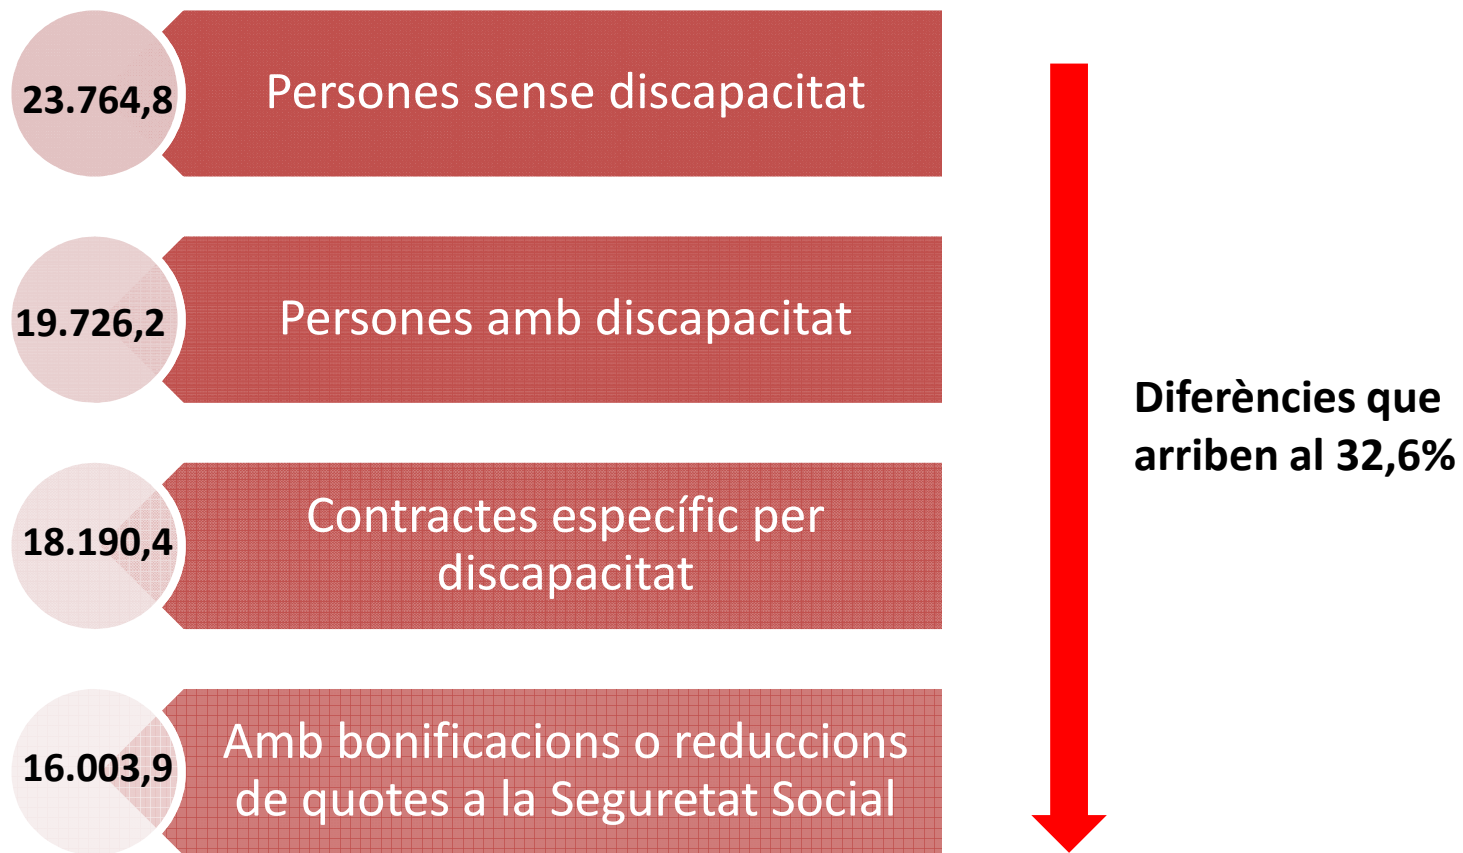 23.764,8
Persones sense discapacitat
19.726,2
Persones amb discapacitat
Diferències que
arriben al 32,6%
18.190,4
Contractes específic per
discapacitat
16.003,9
Amb bonificacions o reduccions
de quotes a la Seguretat Social